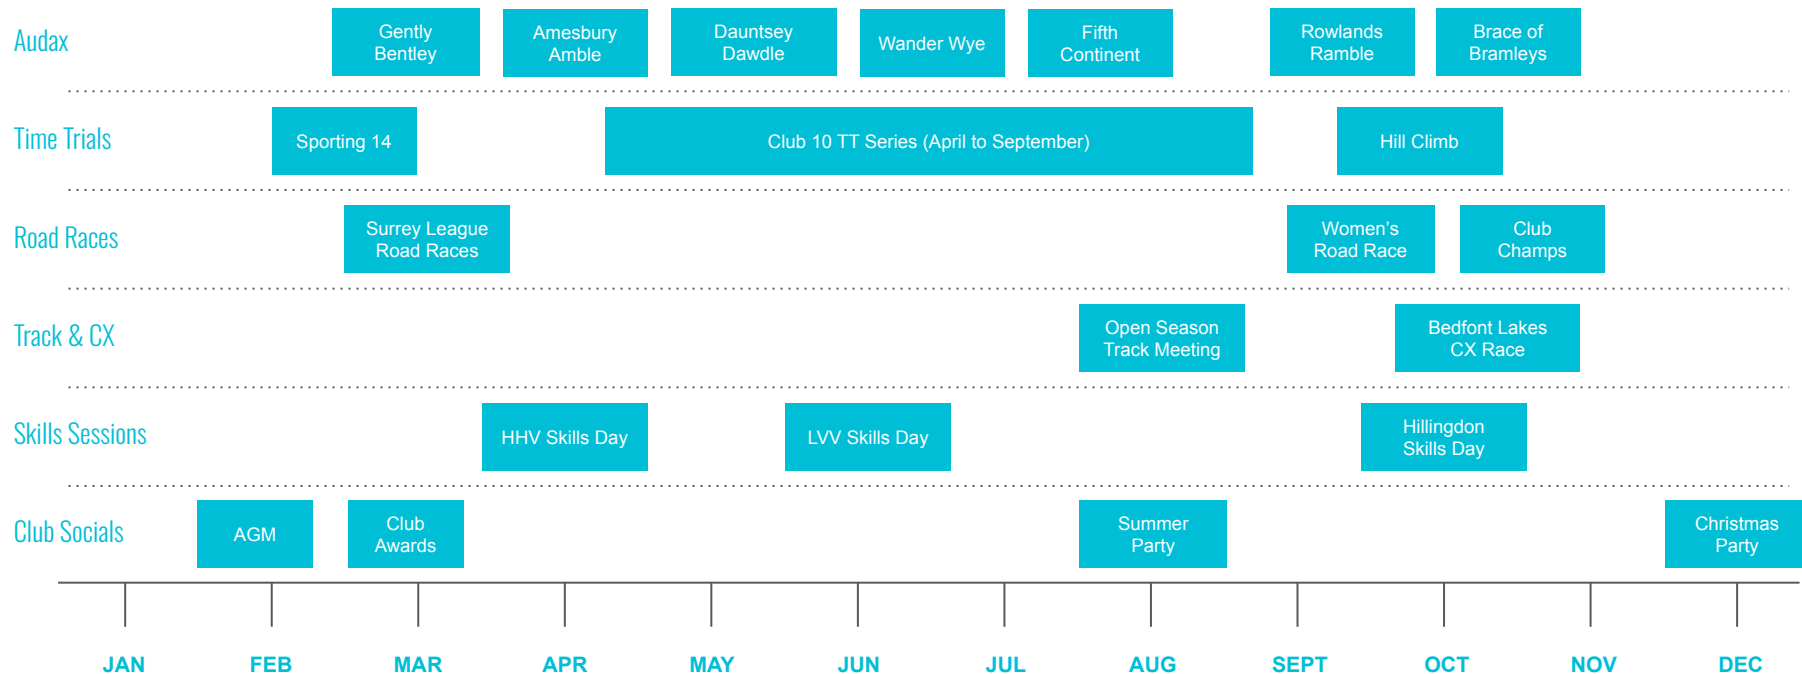 Audax
Gently
Bentley
Amesbury
Amble
Dauntsey
Dawdle
Wander Wye
Fifth
Continent
Rowlands
Ramble
Brace of
Bramleys
Time Trials
Sporting 14
Club 10 TT Series (April to September)
Hill Climb
Road Races
Surrey League
Road Races
Women's
Road Race
Club
Champs
Track & CX
Open Season
Track Meeting
Bedfont Lakes
CX Race
Skills Sessions
HHV Skills Day
LVV Skills Day
Hillingdon
Skills Day
Club Socials
AGM
Club
Awards
Summer
Party
Christmas
Party
JAN FEB MAR APR MAY JUN JUL AUG SEPT OCT NOV DEC